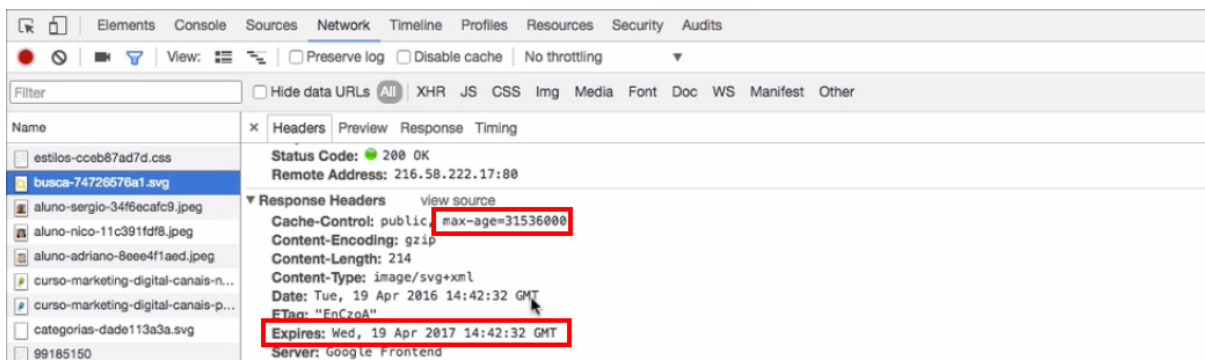 Elements Console Sources Network Timeline Profiles Resources Security Audits
View: Preserve log Disable cache No throttling
Filter Hide data URLs All XHR JS CSS Img Media Font Doc WS Manifest Other
Name × Headers Preview Response Timing
estilos-cceb87ad7d.css
busca-74726576a1.svg
aluno-sergio-34f6ecafc9.jpeg
aluno-nico-11c391fdf8.jpeg
aluno-adriano-8eee4f1aed.jpeg
curso-marketing-digital-canais-n...
curso-marketing-digital-canais-p...
categorias-dade113a3a.svg
99185150
Status Code: 200 OK
Remote Address: 216.58.222.17:80
Response Headers view source
Cache-Control: public, max-age=31536000
Content-Encoding: gzip
Content-Length: 214
Content-Type: image/svg+xml
Date: Tue, 19 Apr 2016 14:42:32 GMT
ETag: "EnCzoA"
Expires: Wed, 19 Apr 2017 14:42:32 GMT
Server: Google Frontend